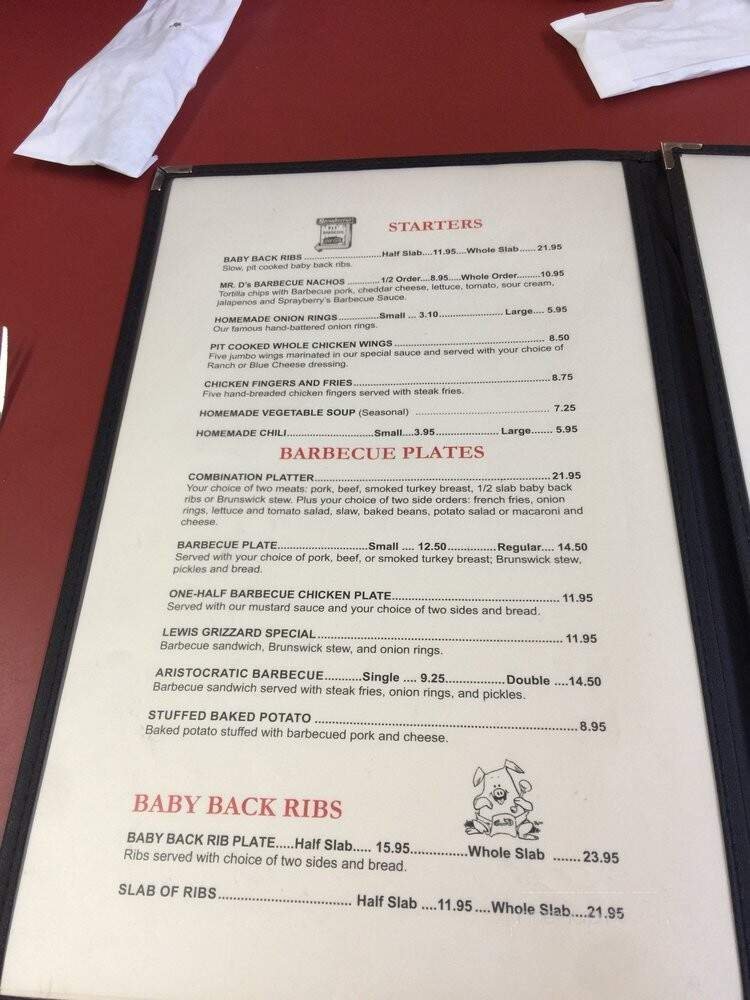 STARTERS
BABY BACK RIBS ........................Half Slab....11.95....Whole Slab ......21.95
Slow, pit cooked baby back ribs.
MR. D's BARBECUE NACHOS ...........1/2 Order....8.95.....Whole Order........10.95
Tortilla chips with Barbecue pork, cheddar cheese, lettuce, tomato, sour cream,
jalapenos and Sprayberry's Barbecue Sauce.
HOMEMADE ONION RINGS..............Small ... 3.10............................ Large.... 5.95
Our famous hand-battered onion rings.
PIT COOKED WHOLE CHICKEN WINGS ................................................ 8.50
Five jumbo wings marinated in our special sauce and served with your choice of
Ranch or Blue Cheese dressing.
CHICKEN FINGERS AND FRIES..............................................................8.75
Five hand-breaded chicken fingers served with steak fries.
HOMEMADE VEGETABLE SOUP (Seasonal) .......................................... 7.25
HOMEMADE CHILI...........................Small....3.95.................... Large....... 5.95
BARBECUE PLATES
COMBINATION PLATTER.....................................................................21.95
Your choice of two meats: pork, beef, smoked turkey breast, 1/2 slab baby back
ribs or Brunswick stew. Plus your choice of two side orders: french fries, onion
rings, lettuce and tomato salad, slaw, baked beans, potato salad or macaroni and
cheese.
BARBECUE PLATE..........................Small .... 12.50...............Regular.... 14.50
Served with your choice of pork, beef, or smoked turkey breast; Brunswick stew,
pickles and bread.
ONE-HALF BARBECUE CHICKEN PLATE................................................11.95
Served with our mustard sauce and your choice of two sides and bread.
LEWIS GRIZZARD SPECIAL.................................................................. 11.95
Barbecue sandwich, Brunswick stew, and onion rings.
ARISTOCRATIC BARBECUE..........Single .... 9.25.................Double ....14.50
Barbecue sandwich served with steak fries, onion rings, and pickles.
STUFFED BAKED POTATO ....................................................................8.95
Baked potato stuffed with barbecued pork and cheese.
BABY BACK RIBS
BABY BACK RIB PLATE.....Half Slab..... 15.95................Whole Slab .......23.95
Ribs served with choice of two sides and bread.
SLAB OF RIBS................................. Half Slab ....11.95....Whole Slab....21.95